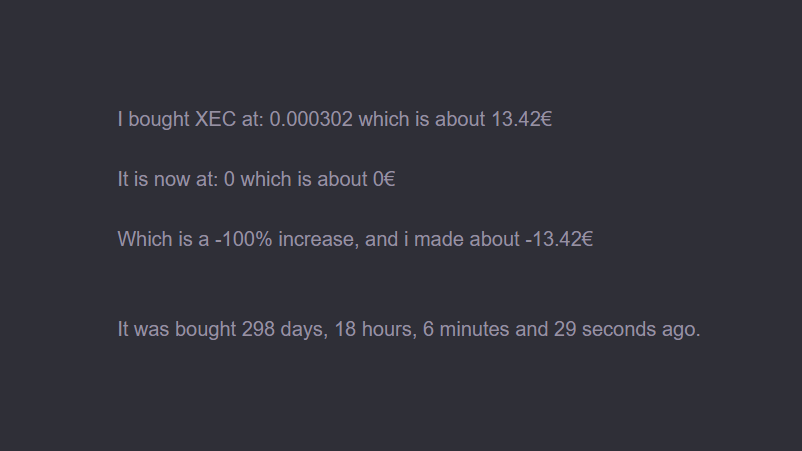 I bought XEC at: 0.000302 which is about 13.42€
It is now at: 0 which is about 0€
Which is a -100% increase, and i made about -13.42€
It was bought 298 days, 18 hours, 6 minutes and 29 seconds ago.